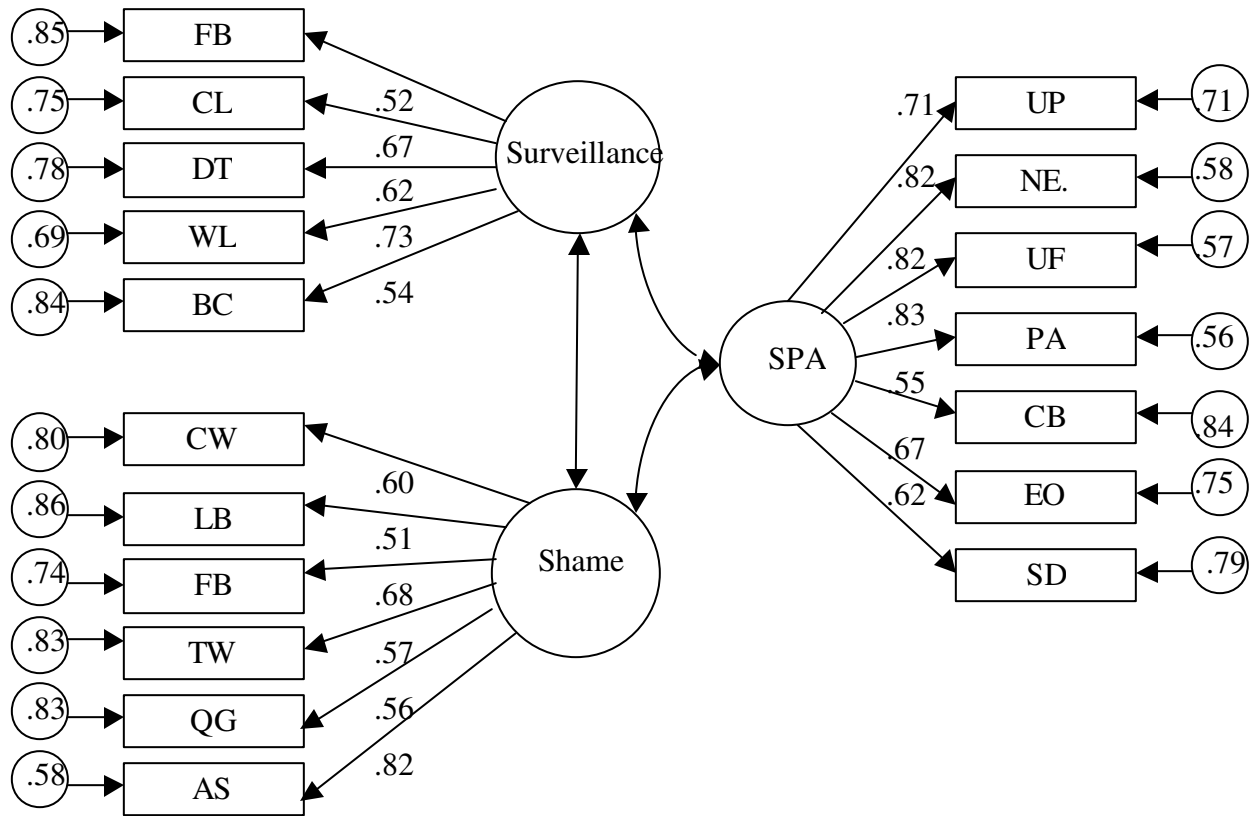 .85 FB
.75 CL .52
.78 DT .67
.69 WL .62
.84 BC .73
.54
Surveillance
.80 CW
.86 LB .60
.74 FB .51
.83 TW .68
.83 QG .57
.58 AS .56
.82
Shame
SPA
.71 UP .71
.82 NE. .58
.82 UF .57
.83 PA .56
.55 CB .84
.67 EO .75
.62 SD .79